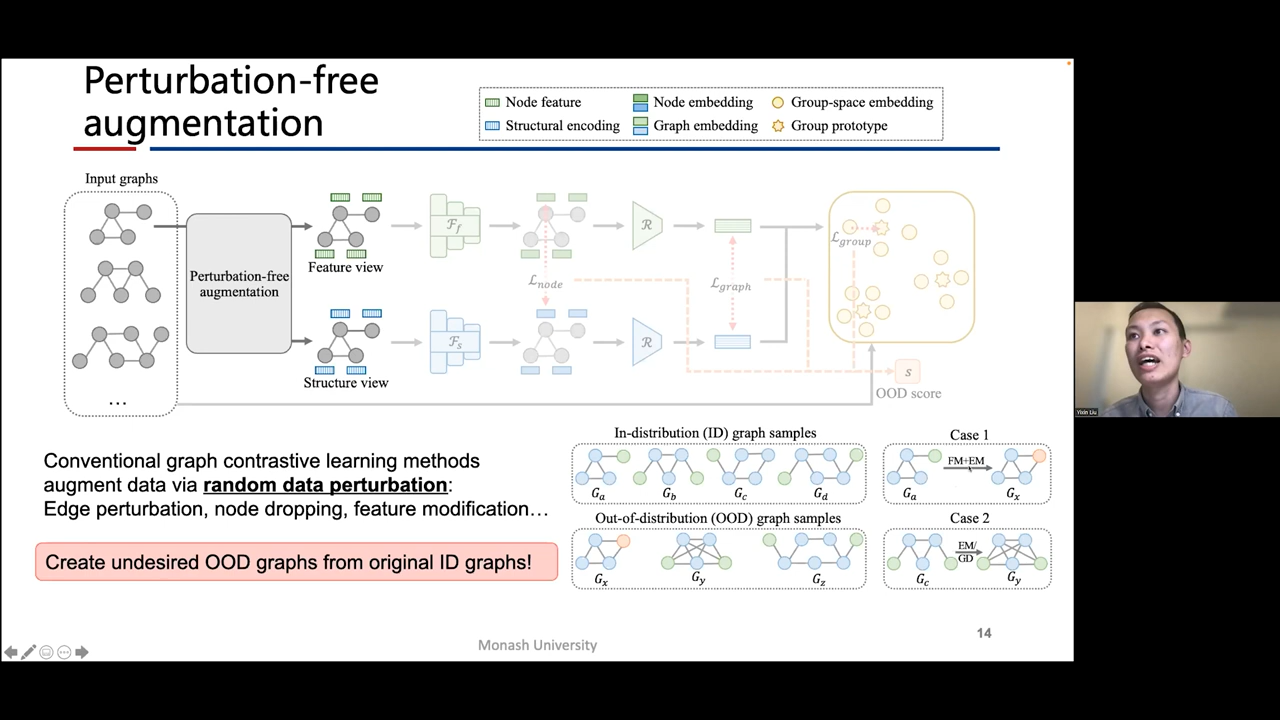 Perturbation-free
augmentation
Node feature
Node embedding
Group-space embedding
Structural encoding
Graph embedding
Group prototype
Input graphs
...
Perturbation-free
augmentation
Feature view
Structure view
ℱf
ℱs
ℒnode
ℛ
ℛ
ℒgraph
ℒgroup
s
OOD score
Conventional graph contrastive learning methods
augment data via random data perturbation:
Edge perturbation, node dropping, feature modification…
Create undesired OOD graphs from original ID graphs!
In-distribution (ID) graph samples
Ga Gb Gc Gd
Out-of-distribution (OOD) graph samples
Gx Gy Gz
Case 1
FM+EM
Ga Gx
Case 2
EM/
GD
Gc Gy
Monash University
14
Yixin Liu